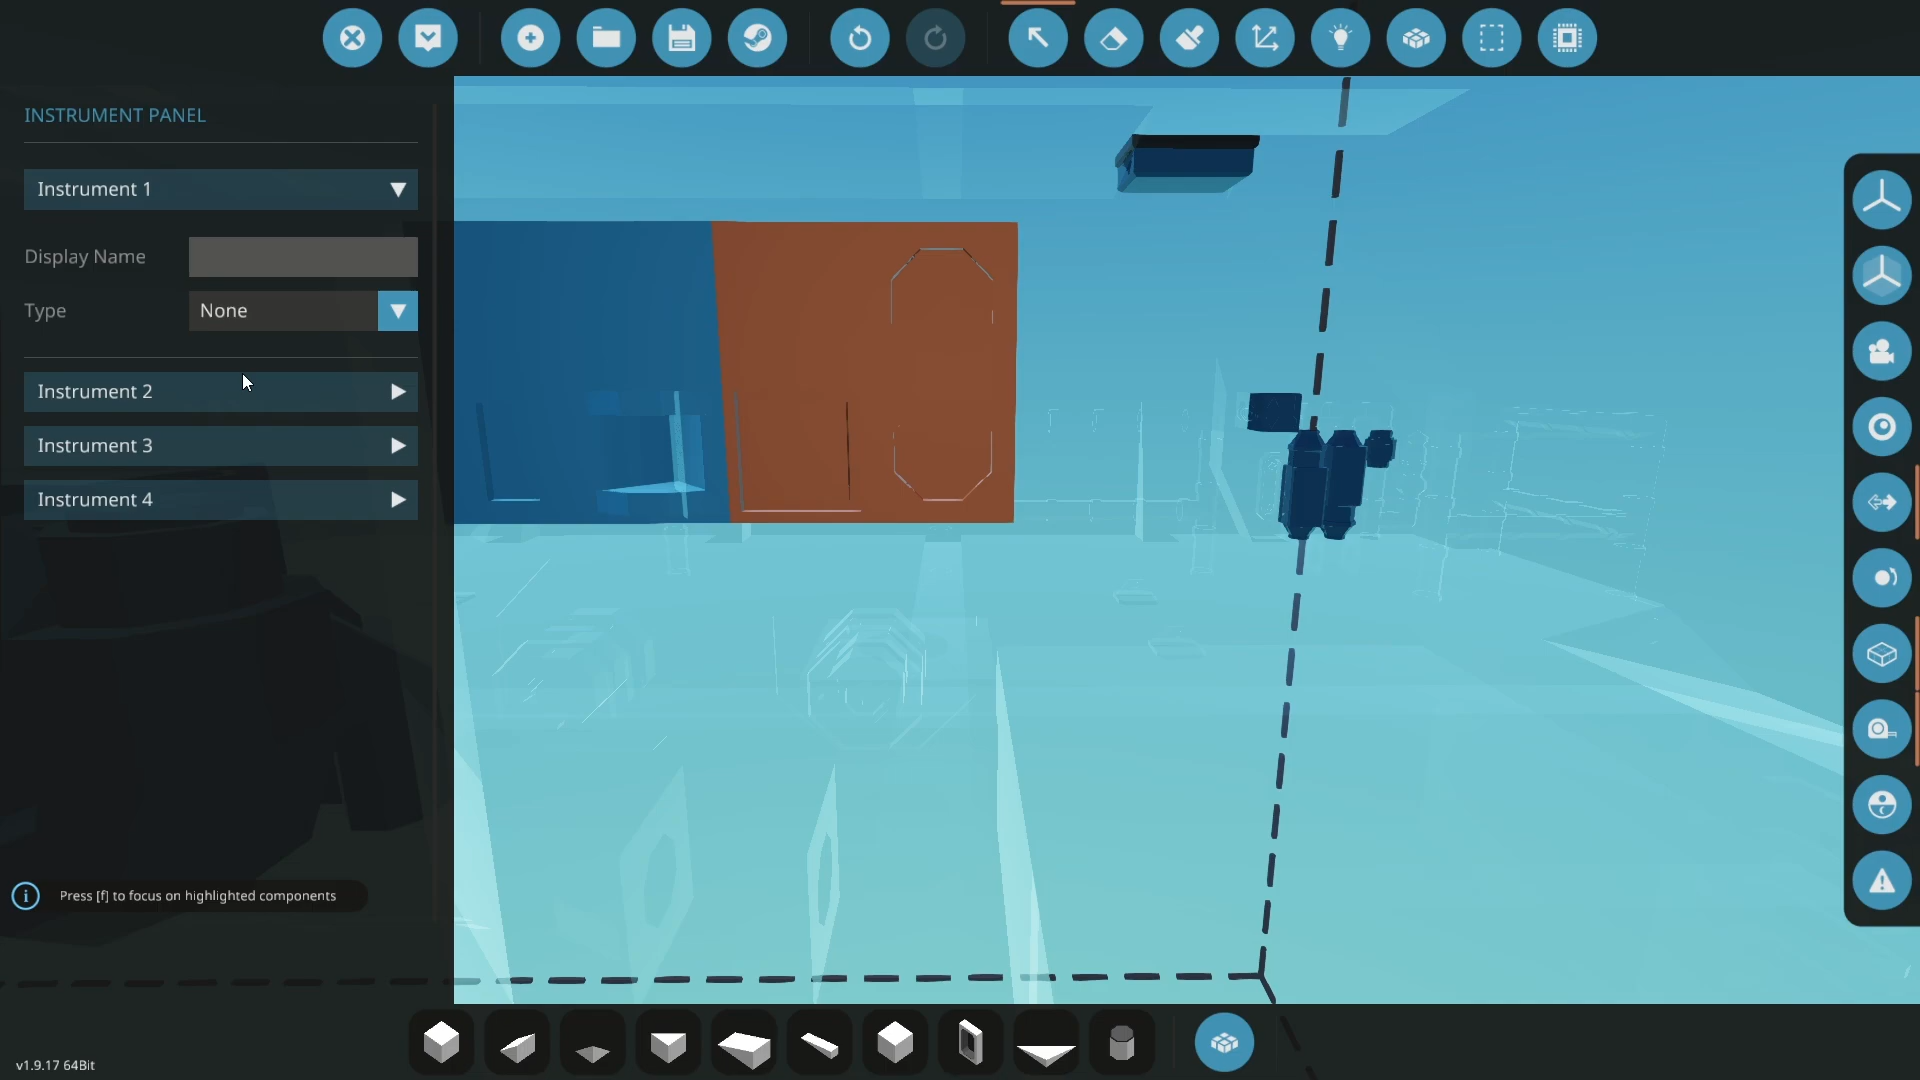 INSTRUMENT PANEL
Instrument 1
Display Name
Type
None
Instrument 2
Instrument 3
Instrument 4
Press [f] to focus on highlighted components
v1.9.17 64Bit